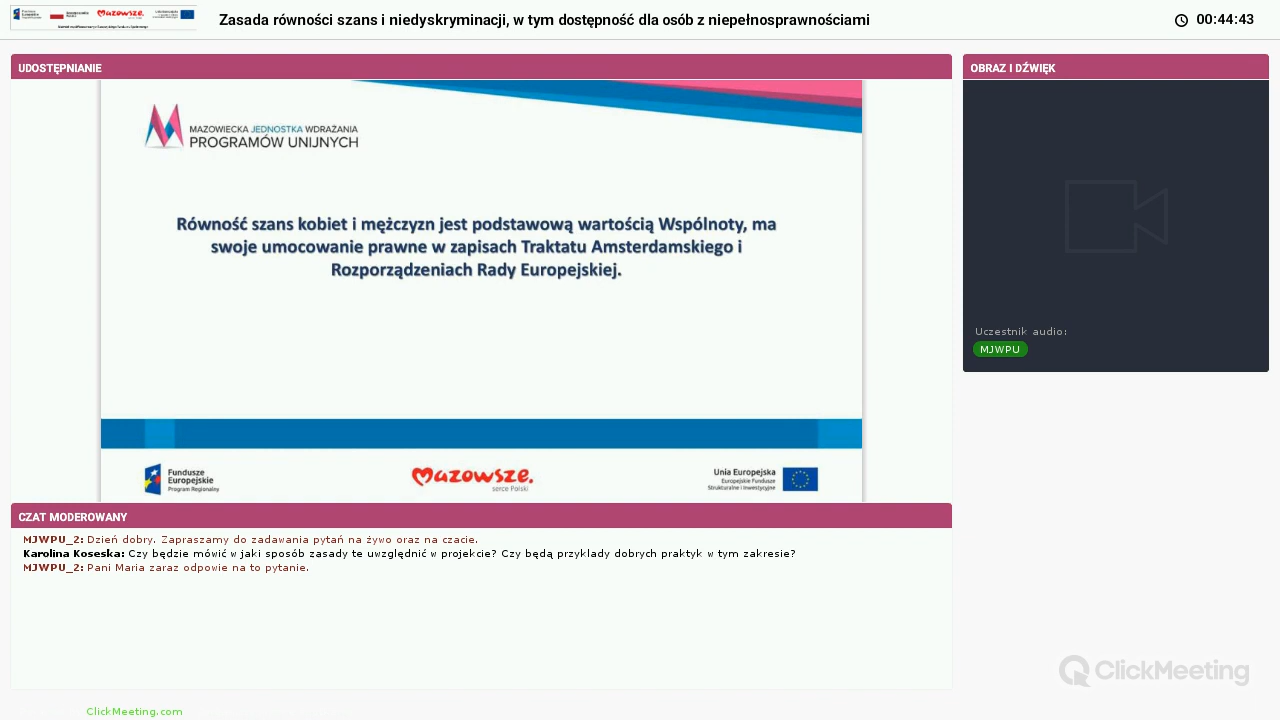 Fundusze Europejskie
mazowsze.
Zasada równości szans i niedyskryminacji, w tym dostępność dla osób z niepełnosprawnościami
00:44:43
UDOSTĘPNIANIE
OBRAZ I DŹWIĘK
MAZOWIECKA JEDNOSTKA WDRAŻANIA
PROGRAMÓW UNIJNYCH
Równość szans kobiet i mężczyzn jest podstawową wartością Wspólnoty, ma
swoje umocowanie prawne w zapisach Traktatu Amsterdamskiego i
Rozporządzeniach Rady Europejskiej.
Uczestnik audio:
MJWPU
Fundusze
Europejskie
Program Regionalny
mazowsze.
serce Polski
Unia Europejska
Europejskie Fundusze
Strukturalne i Inwestycyjne
CZAT MODEROWANY
MJWPU_2: Dzień dobry. Zapraszamy do zadawania pytań na żywo oraz na czacie.
Karolina Koseska: Czy będzie mówić w jaki sposób zasady te uwzględnić w projekcie? Czy będą przyklady dobrych praktyk w tym zakresie?
MJWPU_2: Pani Maria zaraz odpowie na to pytanie.
ClickMeeting
ClickMeeting.com